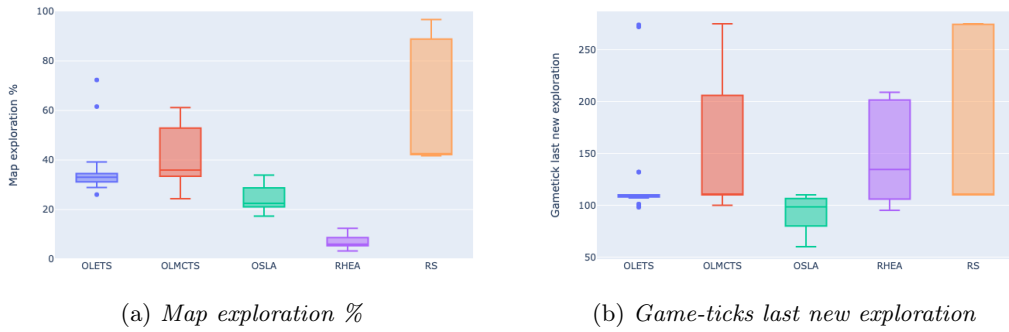 100
80
60
40
20
0
Map exploration %
OLETS OLMCTS OSLA RHEA RS
(a) Map exploration %
250
200
150
100
50
Gametick last new exploration
OLETS OLMCTS OSLA RHEA RS
(b) Game-ticks last new exploration